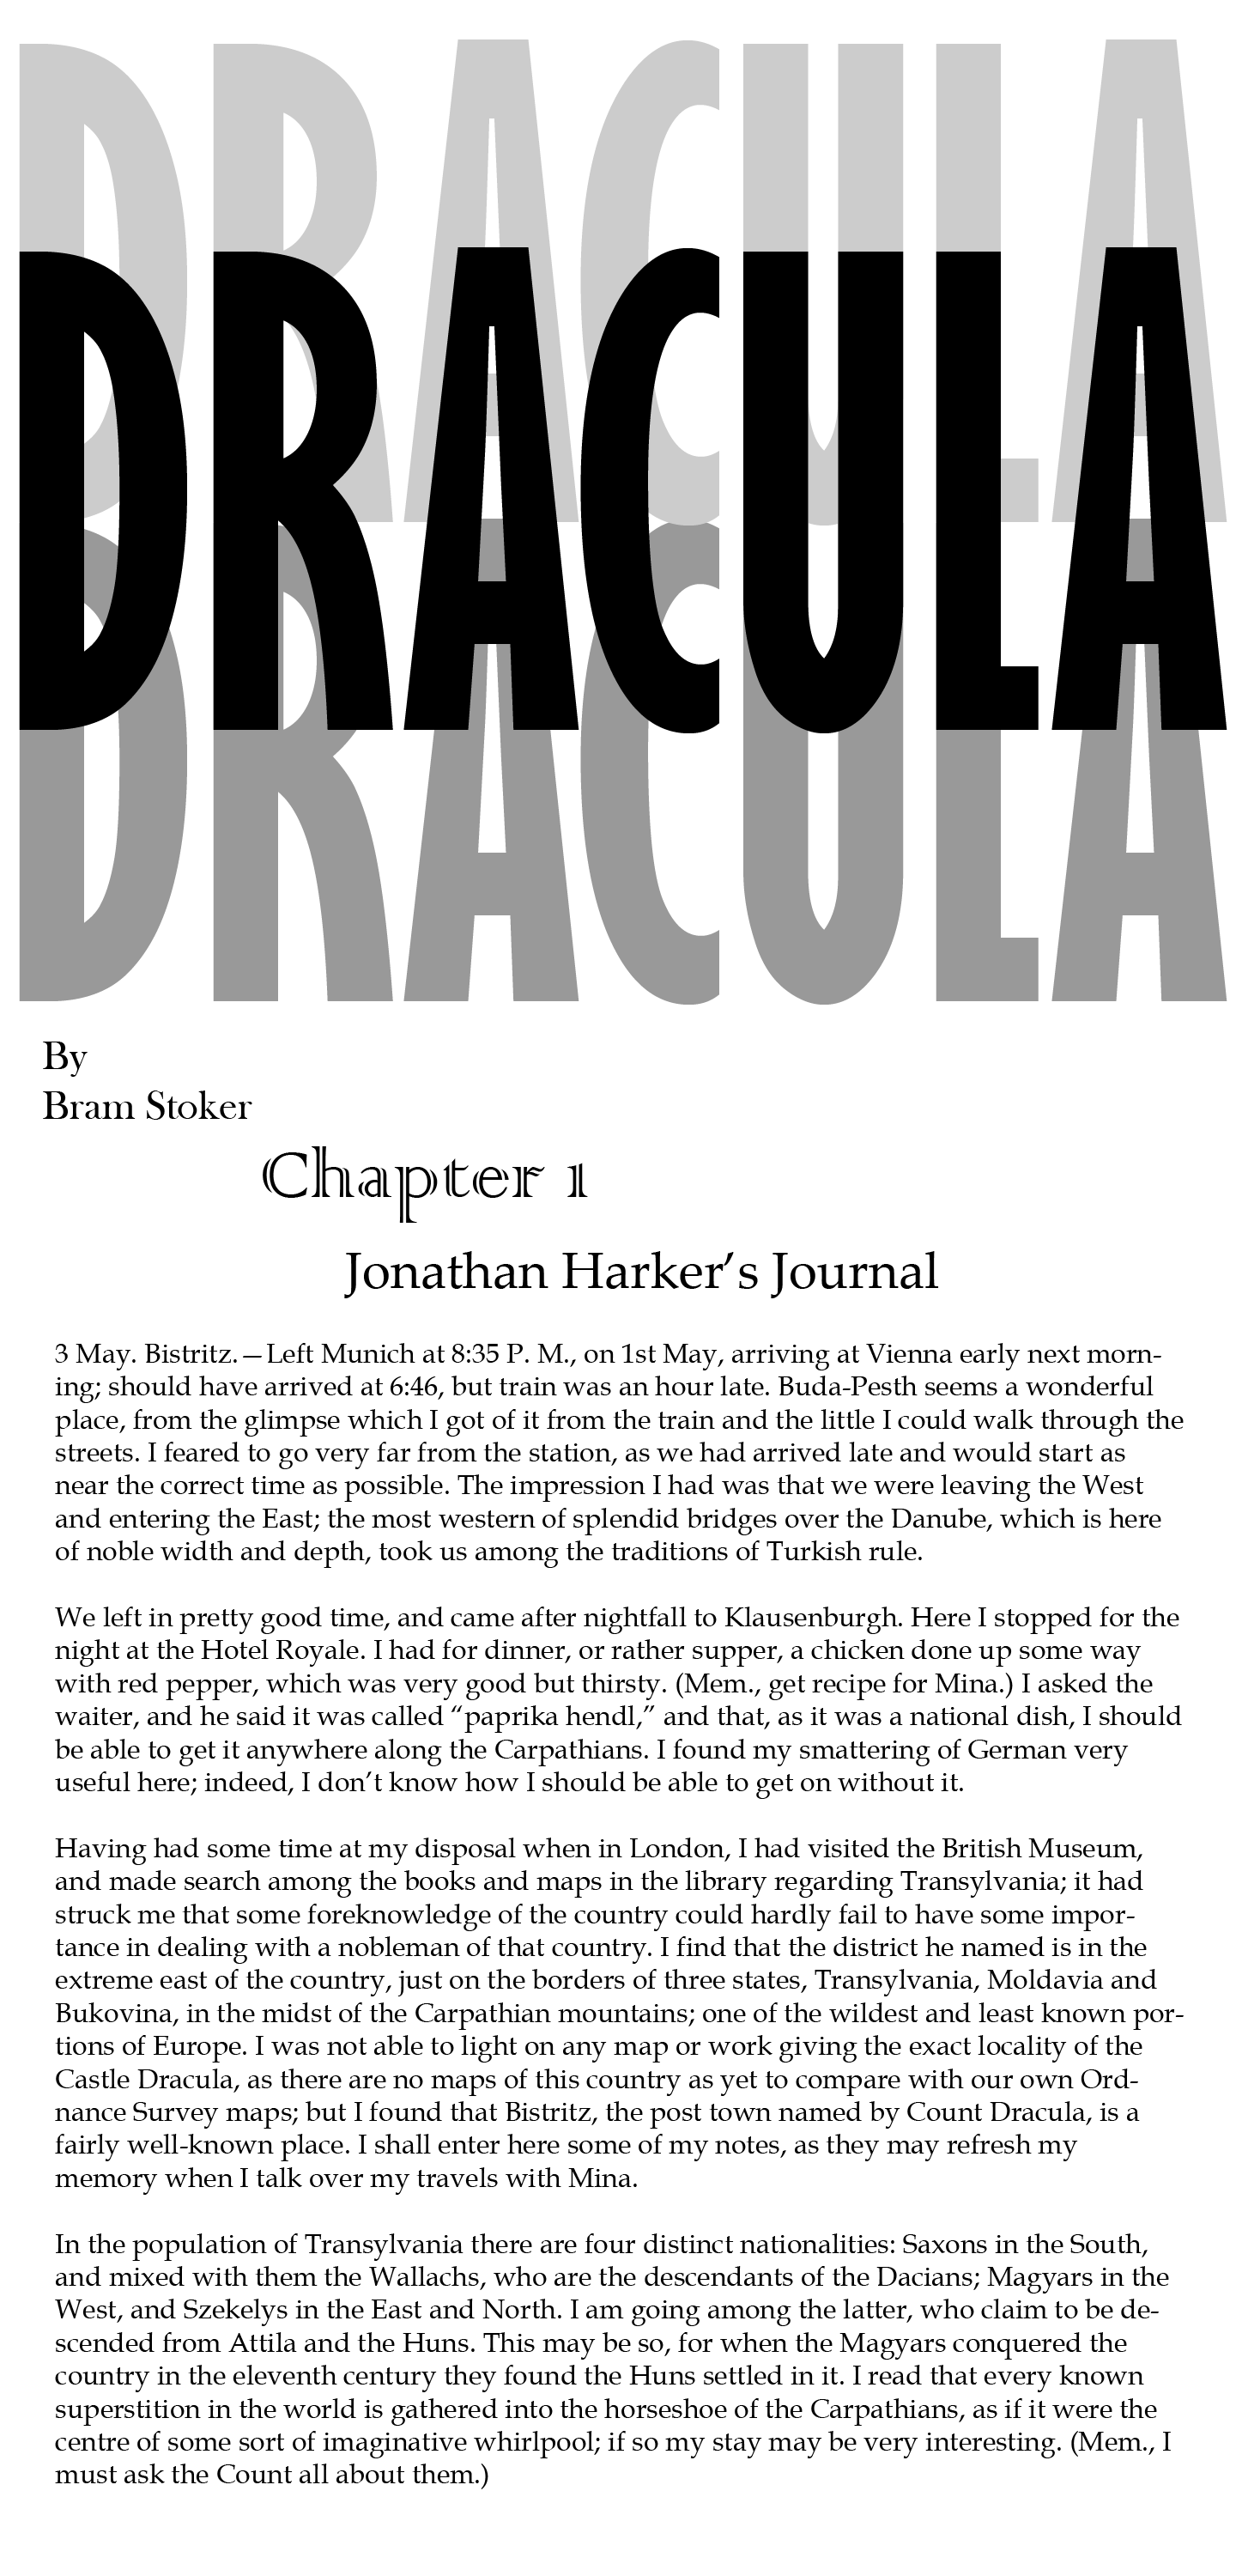 DRACULA
DRACULA
DRACULA
By
Bram Stoker
Chapter 1
Jonathan Harker’s Journal
3 May. Bistritz.—Left Munich at 8:35 P. M., on 1st May, arriving at Vienna early next morn-
ing; should have arrived at 6:46, but train was an hour late. Buda-Pesth seems a wonderful
place, from the glimpse which I got of it from the train and the little I could walk through the
streets. I feared to go very far from the station, as we had arrived late and would start as
near the correct time as possible. The impression I had was that we were leaving the West
and entering the East; the most western of splendid bridges over the Danube, which is here
of noble width and depth, took us among the traditions of Turkish rule.
We left in pretty good time, and came after nightfall to Klausenburgh. Here I stopped for the
night at the Hotel Royale. I had for dinner, or rather supper, a chicken done up some way
with red pepper, which was very good but thirsty. (Mem., get recipe for Mina.) I asked the
waiter, and he said it was called “paprika hendl,” and that, as it was a national dish, I should
be able to get it anywhere along the Carpathians. I found my smattering of German very
useful here; indeed, I don’t know how I should be able to get on without it.
Having had some time at my disposal when in London, I had visited the British Museum,
and made search among the books and maps in the library regarding Transylvania; it had
struck me that some foreknowledge of the country could hardly fail to have some impor-
tance in dealing with a nobleman of that country. I find that the district he named is in the
extreme east of the country, just on the borders of three states, Transylvania, Moldavia and
Bukovina, in the midst of the Carpathian mountains; one of the wildest and least known por-
tions of Europe. I was not able to light on any map or work giving the exact locality of the
Castle Dracula, as there are no maps of this country as yet to compare with our own Ord-
nance Survey maps; but I found that Bistritz, the post town named by Count Dracula, is a
fairly well-known place. I shall enter here some of my notes, as they may refresh my
memory when I talk over my travels with Mina.
In the population of Transylvania there are four distinct nationalities: Saxons in the South,
and mixed with them the Wallachs, who are the descendants of the Dacians; Magyars in the
West, and Szekelys in the East and North. I am going among the latter, who claim to be de-
scended from Attila and the Huns. This may be so, for when the Magyars conquered the
country in the eleventh century they found the Huns settled in it. I read that every known
superstition in the world is gathered into the horseshoe of the Carpathians, as if it were the
centre of some sort of imaginative whirlpool; if so my stay may be very interesting. (Mem., I
must ask the Count all about them.)